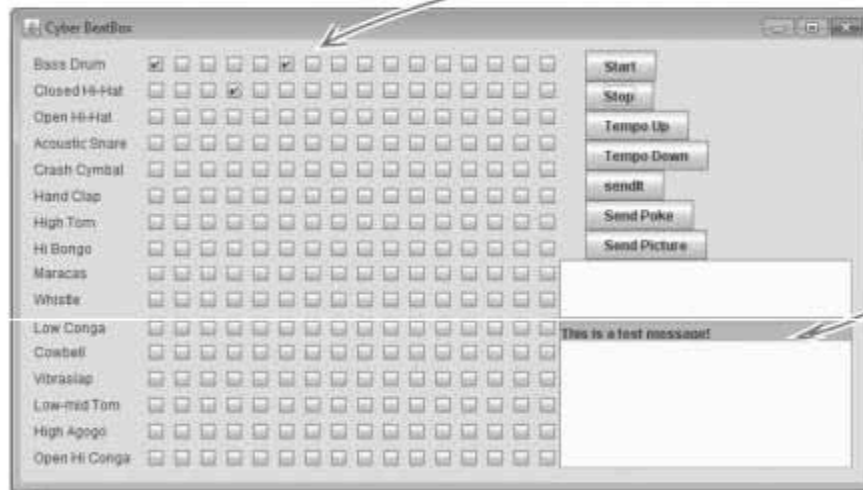 Cyber BeatBox
Bass Drum
Closed Hi-Hat
Open Hi-Hat
Acoustic Snare
Crash Cymbal
Hand Clap
High Tom
Hi Bongo
Maracas
Whistle
Low Conga
Cowbell
Vibraslap
Low-mid Tom
High Agogo
Open Hi Conga
Start
Stop
Tempo Up
Tempo Down
sendIt
Send Poke
Send Picture
This is a test message!